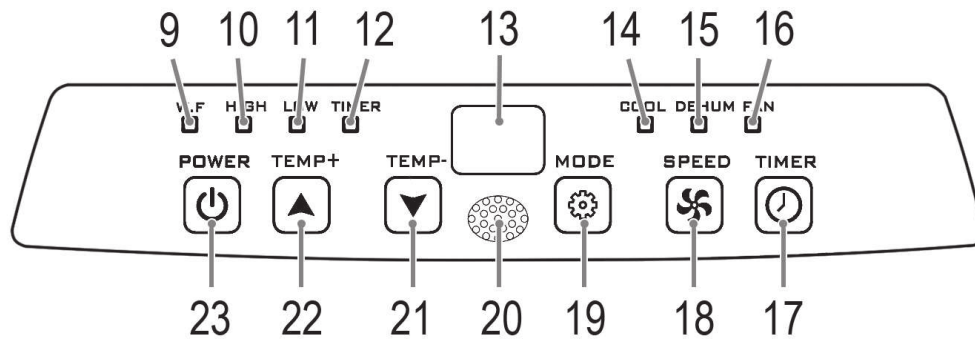 9 10 11 12 13 14 15 16
W.F HIGH LOW TIMER COOL DEHUM FAN
POWER TEMP+ TEMP- MODE SPEED TIMER
23 22 21 20 19 18 17